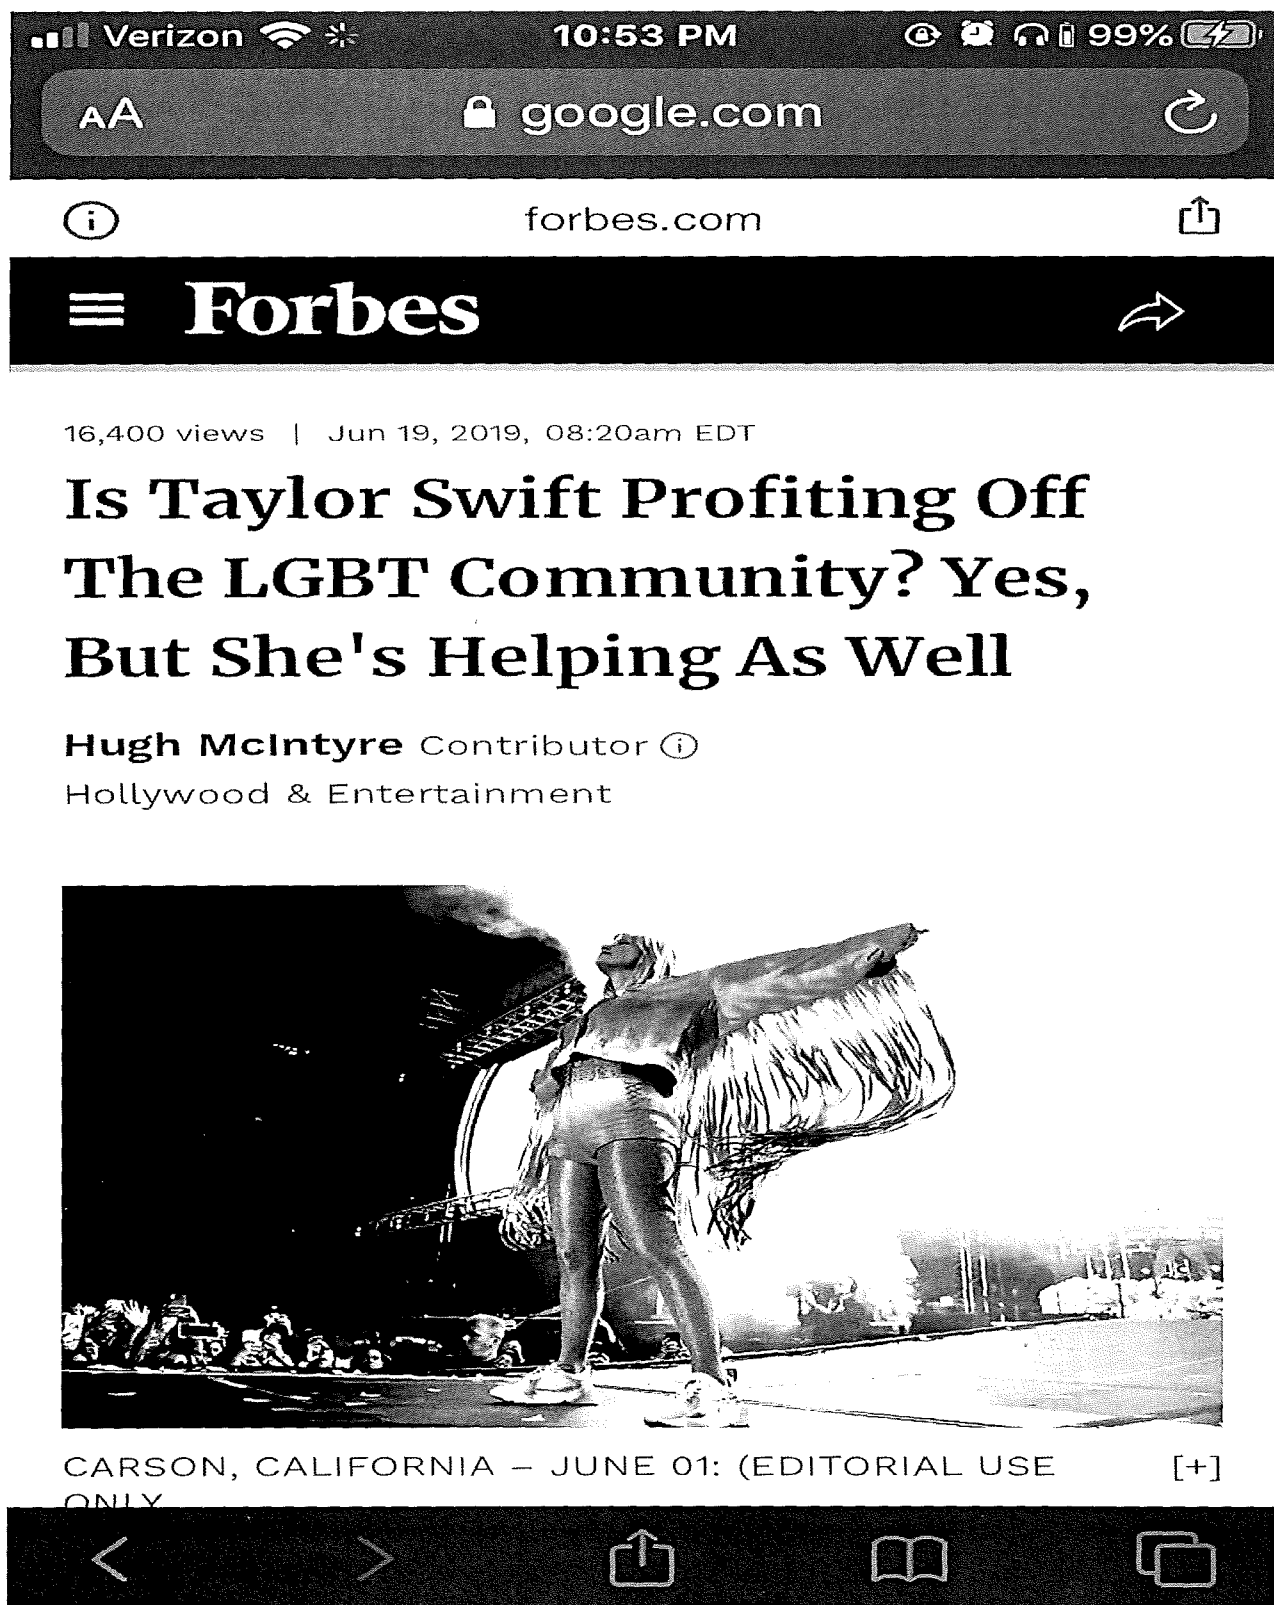 Verizon 10:53 PM 99%
AA google.com
forbes.com
Forbes
16,400 views | Jun 19, 2019, 08:20am EDT
Is Taylor Swift Profiting Off
The LGBT Community? Yes,
But She's Helping As Well
Hugh McIntyre Contributor
Hollywood & Entertainment
CARSON, CALIFORNIA – JUNE 01: (EDITORIAL USE [+]
ONLY